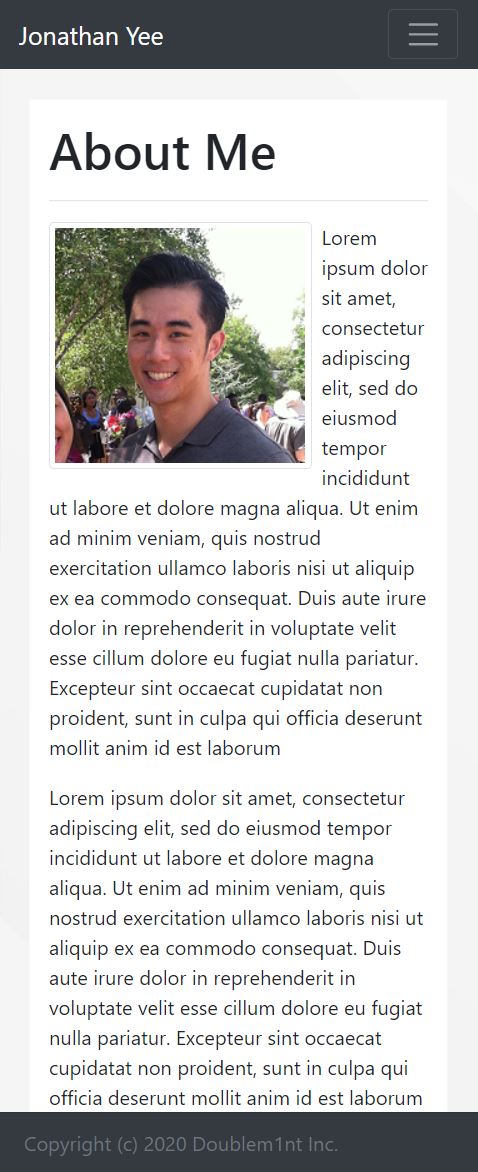 Jonathan Yee
About Me
Lorem
ipsum dolor
sit amet,
consectetur
adipiscing
elit, sed do
eiusmod
tempor
incididunt
ut labore et dolore magna aliqua. Ut enim
ad minim veniam, quis nostrud
exercitation ullamco laboris nisi ut aliquip
ex ea commodo consequat. Duis aute irure
dolor in reprehenderit in voluptate velit
esse cillum dolore eu fugiat nulla pariatur.
Excepteur sint occaecat cupidatat non
proident, sunt in culpa qui officia deserunt
mollit anim id est laborum
Lorem ipsum dolor sit amet, consectetur
adipiscing elit, sed do eiusmod tempor
incididunt ut labore et dolore magna
aliqua. Ut enim ad minim veniam, quis
nostrud exercitation ullamco laboris nisi ut
aliquip ex ea commodo consequat. Duis
aute irure dolor in reprehenderit in
voluptate velit esse cillum dolore eu fugiat
nulla pariatur. Excepteur sint occaecat
cupidatat non proident, sunt in culpa qui
officia deserunt mollit anim id est laborum
Copyright (c) 2020 Doublem1nt Inc.